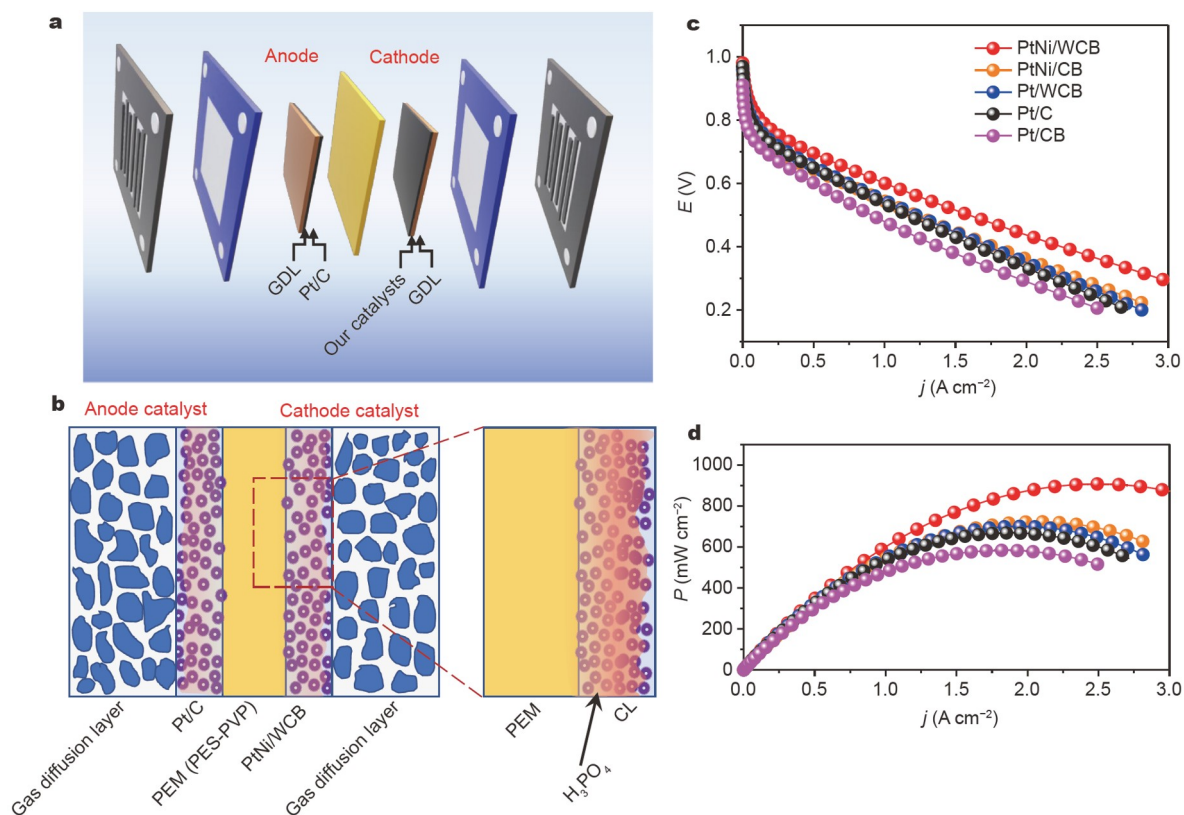 a
Anode
Cathode
GDL
Pt/C
Our catalysts
GDL
b
Anode catalyst
Cathode catalyst
Gas diffusion layer
Pt/C
PEM (PES-PVP)
PtNi/WCB
Gas diffusion layer
PEM
H₃PO₄
CL
c
PtNi/WCB
PtNi/CB
Pt/WCB
Pt/C
Pt/CB
E (V)
1.0
0.8
0.6
0.4
0.2
0.0
0.5
1.0
1.5
2.0
2.5
3.0
j (A cm⁻²)
d
P (mW cm⁻²)
1000
800
600
400
200
0
0.0
0.5
1.0
1.5
2.0
2.5
3.0
j (A cm⁻²)